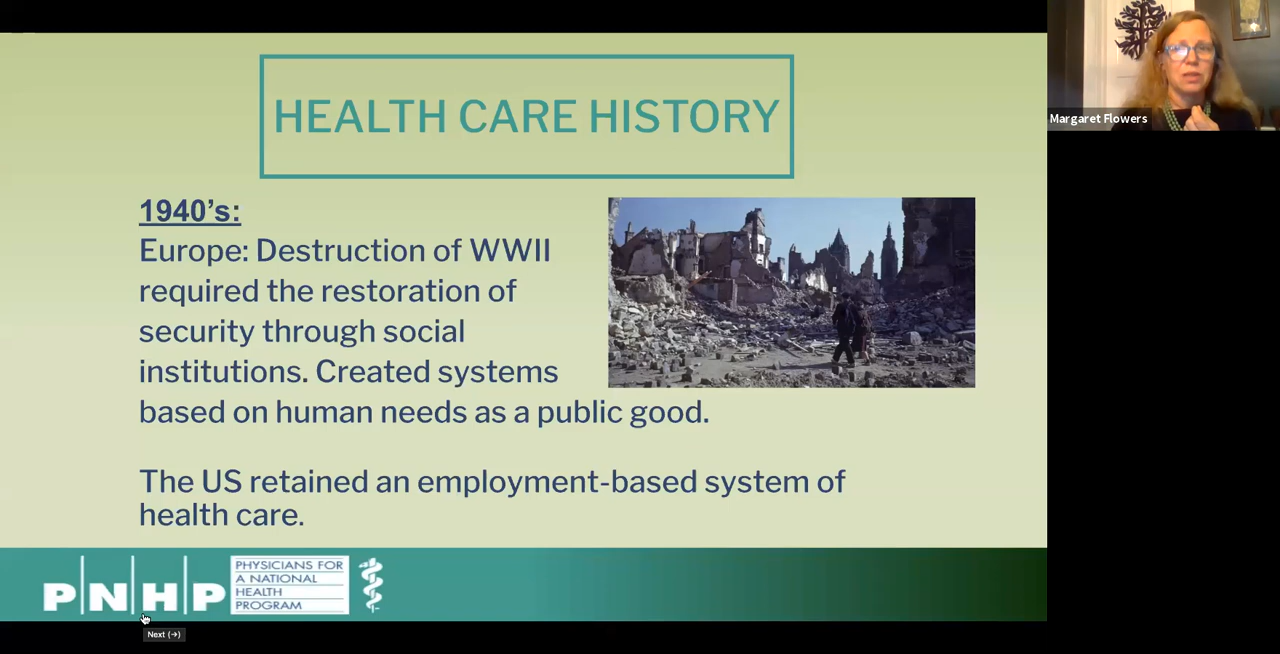 HEALTH CARE HISTORY
Margaret Flowers
1940's:
Europe: Destruction of WWII
required the restoration of
security through social
institutions. Created systems
based on human needs as a public good.
The US retained an employment-based system of
health care.
PNHP
PHYSICIANS FOR
A NATIONAL
HEALTH
PROGRAM
Next (→)